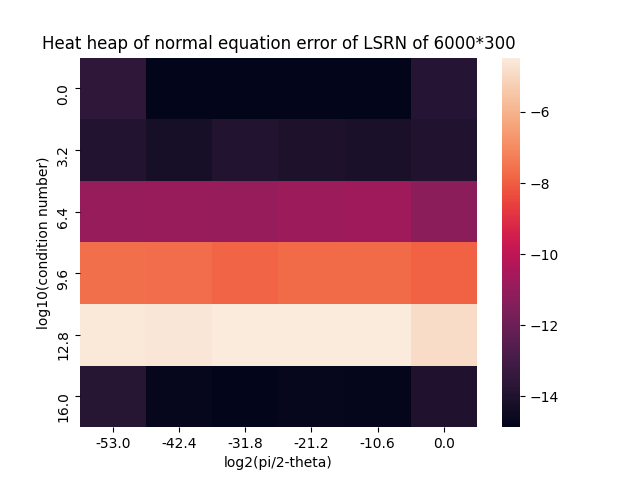 Heat heap of normal equation error of LSRN of 6000*300
log10(condition number)
0.0
3.2
6.4
9.6
12.8
16.0
-53.0 -42.4 -31.8 -21.2 -10.6 0.0
log2(pi/2-theta)
−6
−8
−10
−12
−14